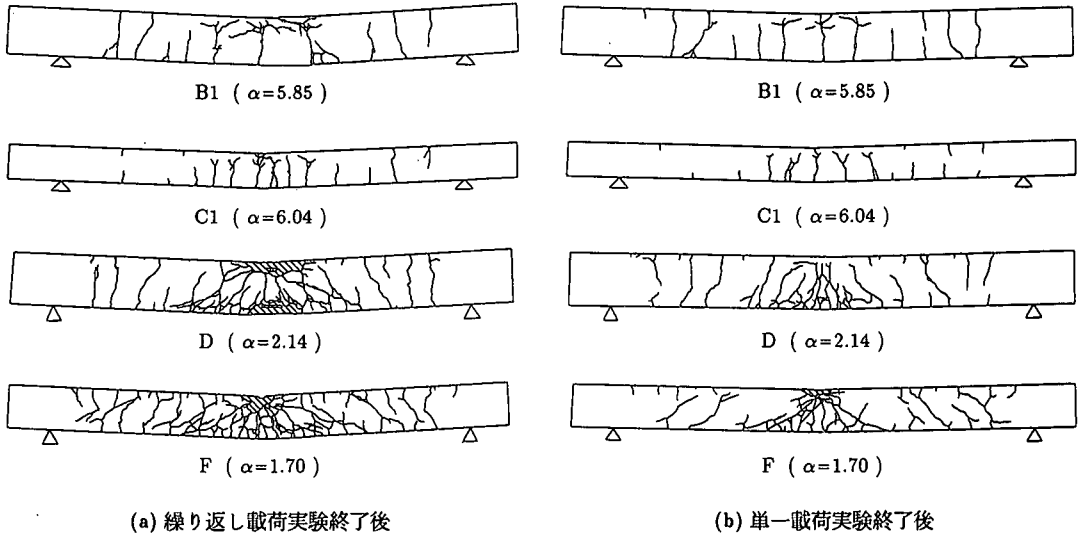 B1 ( α=5.85 )
C1 ( α=6.04 )
D ( α=2.14 )
F ( α=1.70 )
(a) 繰り返し載荷実験終了後
B1 ( α=5.85 )
C1 ( α=6.04 )
D ( α=2.14 )
F ( α=1.70 )
(b) 単一載荷実験終了後